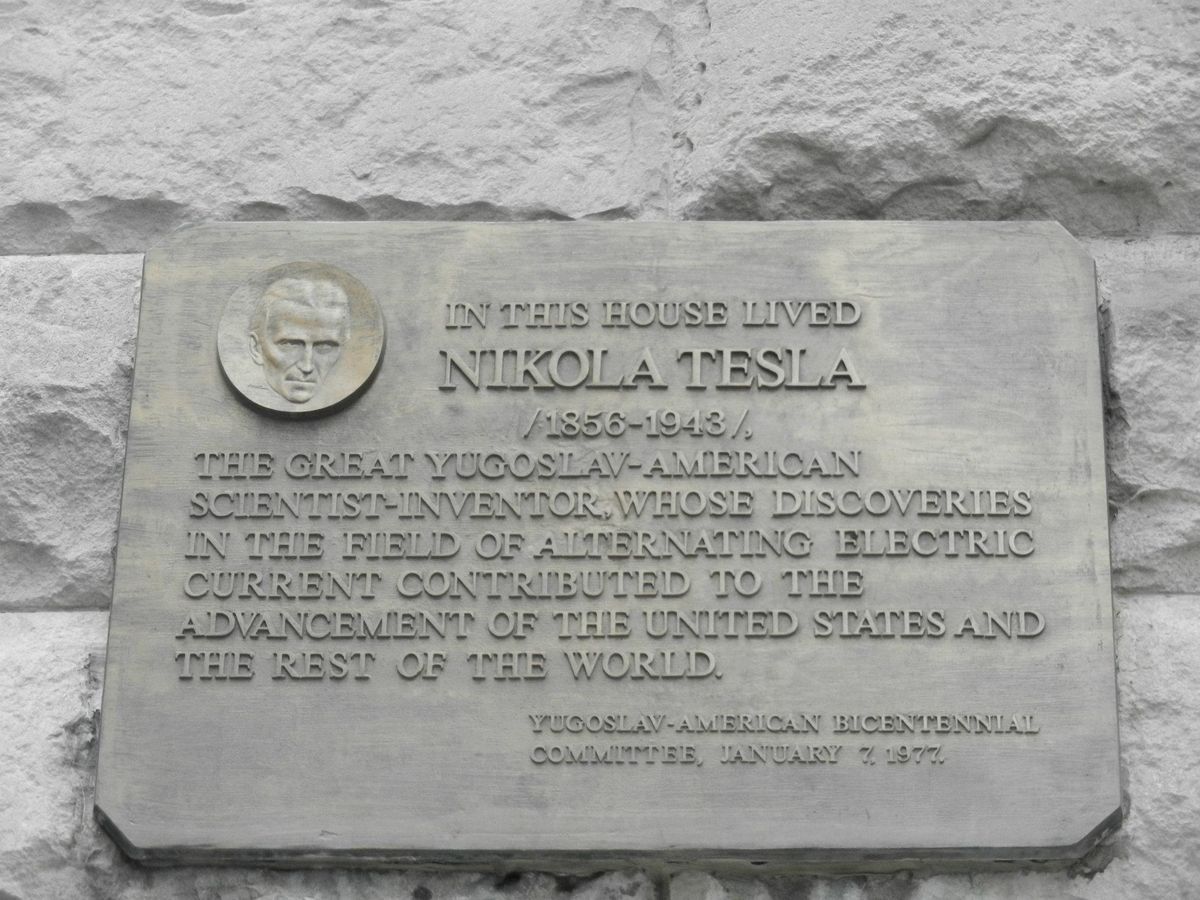 IN THIS HOUSE LIVED
NIKOLA TESLA
/1856-1943/,
THE GREAT YUGOSLAV-AMERICAN
SCIENTIST-INVENTOR, WHOSE DISCOVERIES
IN THE FIELD OF ALTERNATING ELECTRIC
CURRENT CONTRIBUTED TO THE
ADVANCEMENT OF THE UNITED STATES AND
THE REST OF THE WORLD.
YUGOSLAV-AMERICAN BICENTENNIAL
COMMITTEE, JANUARY 7, 1977.